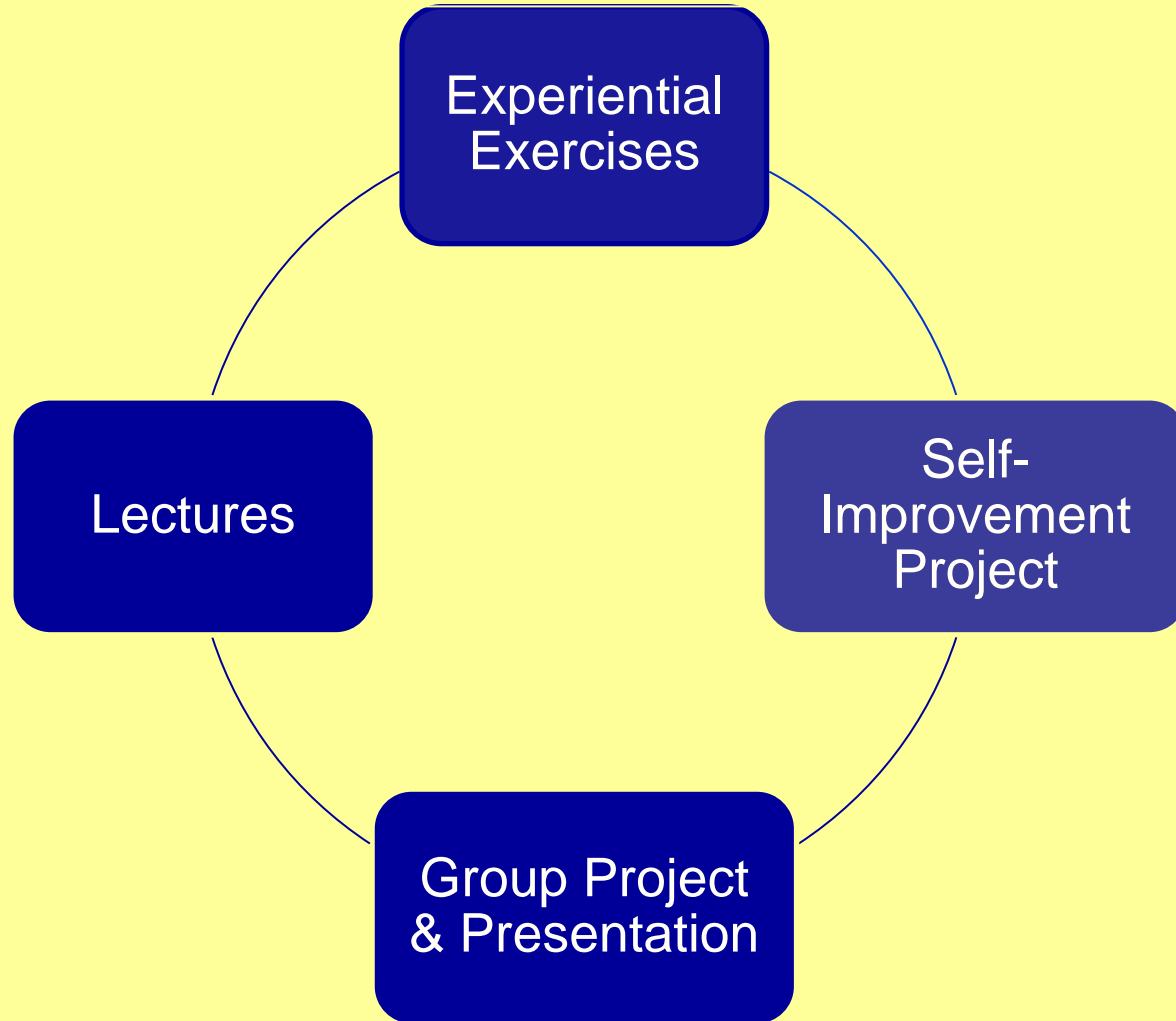 Experiential
Exercises
Lectures
Self-
Improvement
Project
Group Project
& Presentation